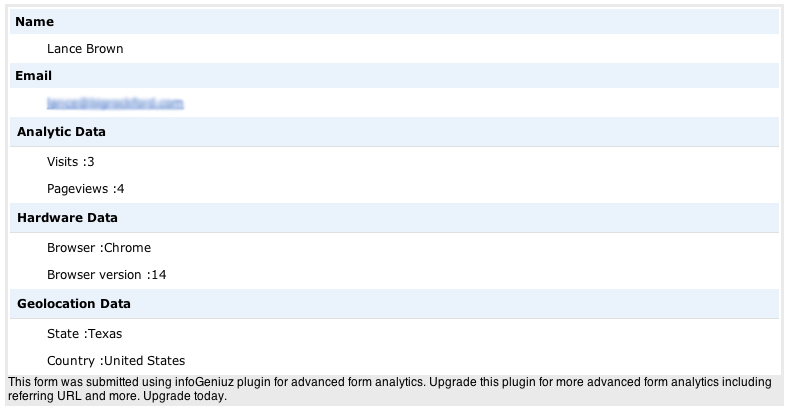 Name
Lance Brown
Email
Analytic Data
Visits :3
Pageviews :4
Hardware Data
Browser :Chrome
Browser version :14
Geolocation Data
State :Texas
Country :United States
This form was submitted using infoGeniuz plugin for advanced form analytics. Upgrade this plugin for more advanced form analytics including
referring URL and more. Upgrade today.